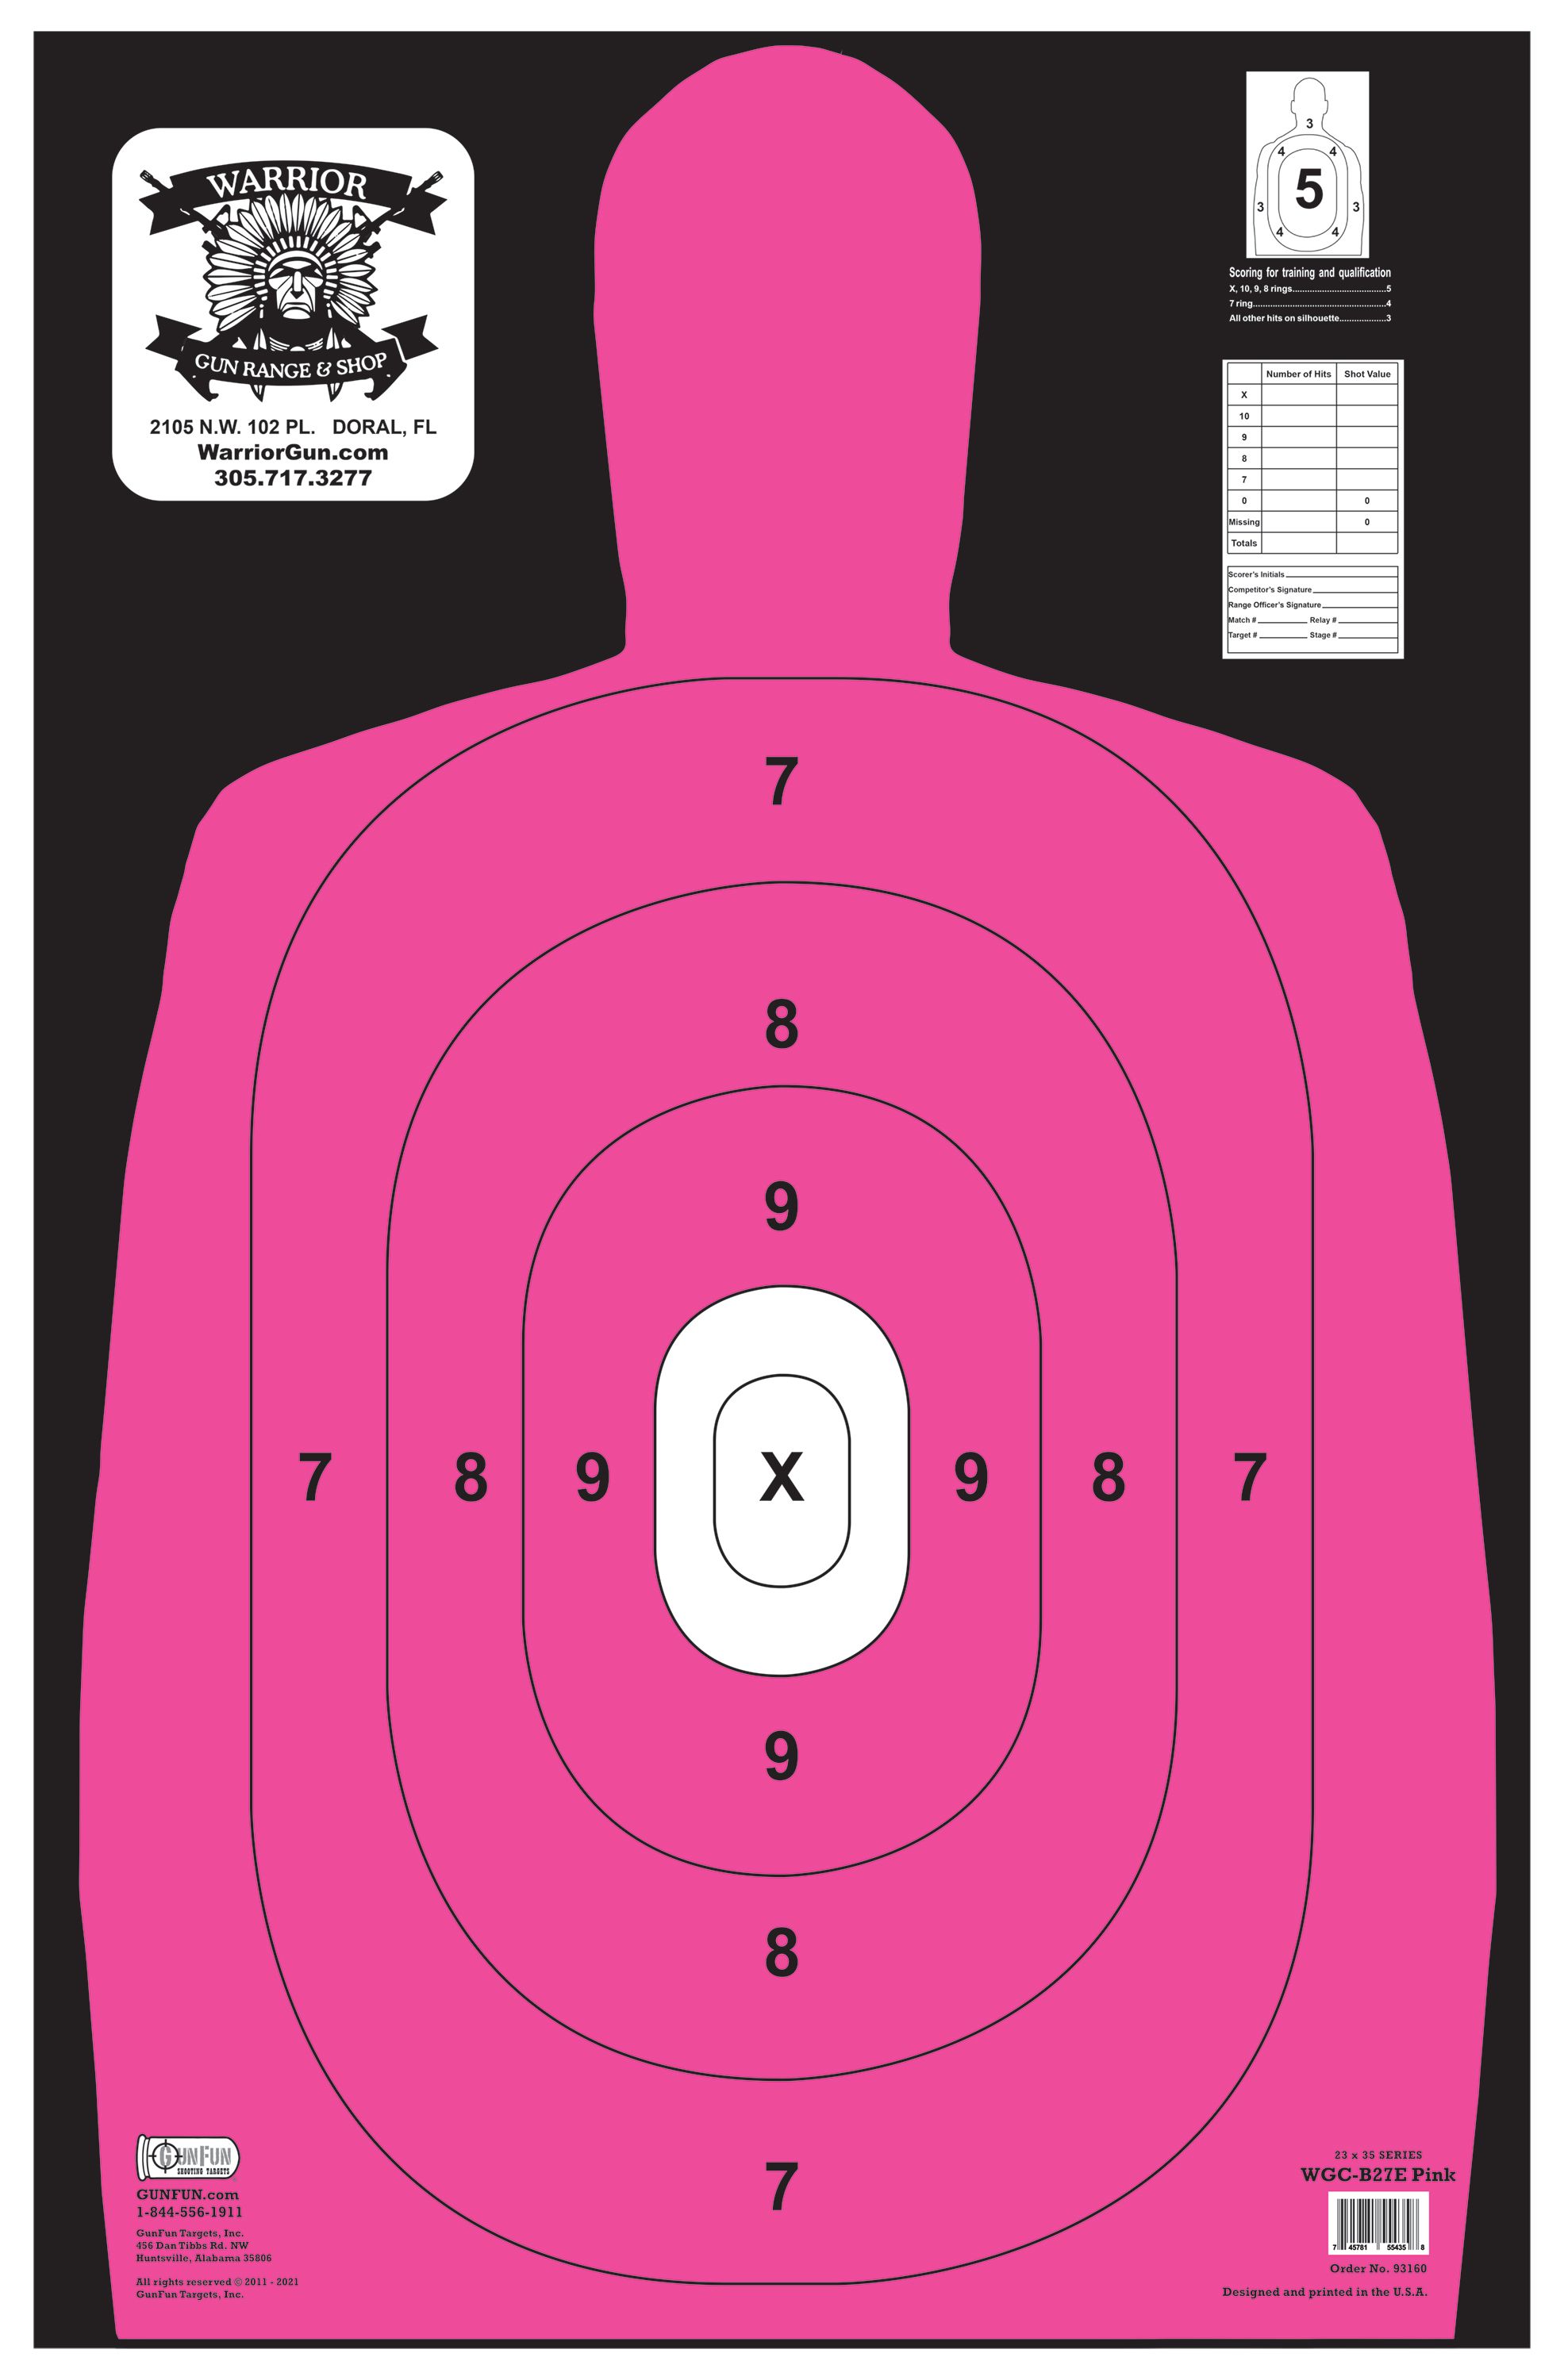 WARRIOR
GUN RANGE & SHOP
2105 N.W. 102 PL. DORAL, FL
WarriorGun.com
305.717.3277
3
4 4
5
3 3
4 4
Scoring for training and qualification
X, 10, 9, 8 rings...................................5
7 ring..................................................4
All other hits on silhouette..................3
Number of Hits Shot Value
X
10
9
8
7
0 0
Missing 0
Totals
Scorer's Initials
Competitor's Signature
Range Officer's Signature
Match # Relay #
Target # Stage #
7
8
9
7 8 9 X 9 8 7
9
8
7
GUNFUN
SHOOTING TARGETS
GUNFUN.com
1-844-556-1911
GunFun Targets, Inc.
456 Dan Tibbs Rd. NW
Huntsville, Alabama 35806
All rights reserved © 2011 - 2021
GunFun Targets, Inc.
23 x 35 SERIES
WGC-B27E Pink
7 45781 55435 8
Order No. 93160
Designed and printed in the U.S.A.